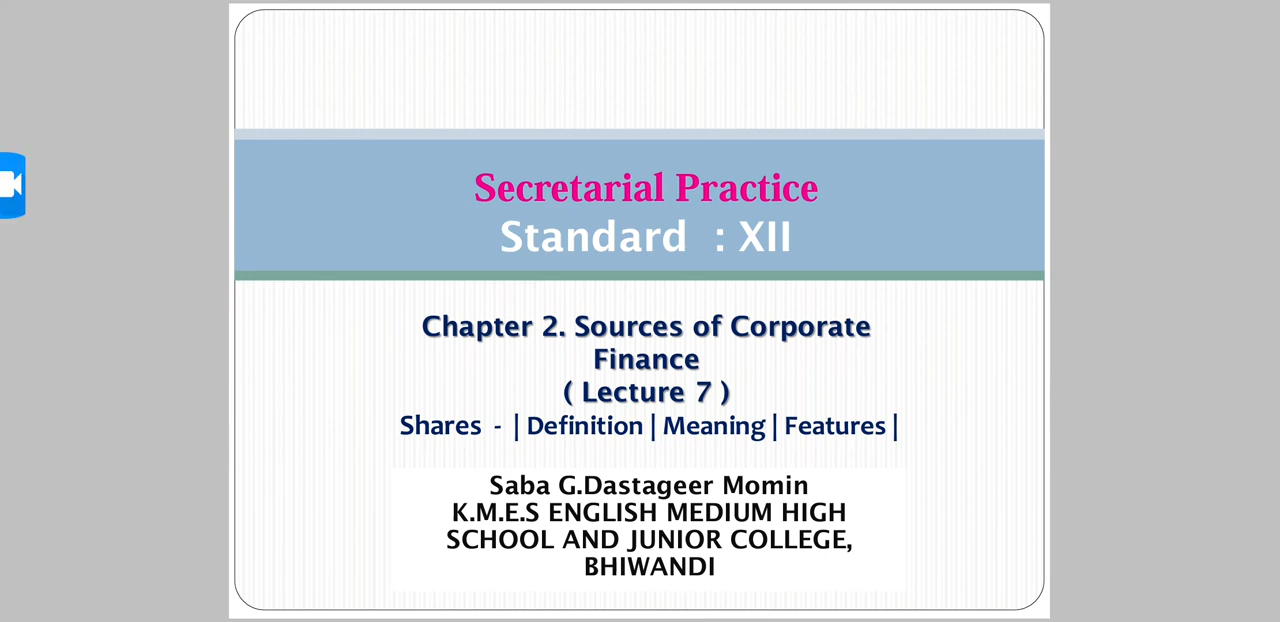 Secretarial Practice
Standard : XII
Chapter 2. Sources of Corporate
Finance
( Lecture 7 )
Shares - | Definition | Meaning | Features |
Saba G.Dastageer Momin
K.M.E.S ENGLISH MEDIUM HIGH
SCHOOL AND JUNIOR COLLEGE,
BHIWANDI